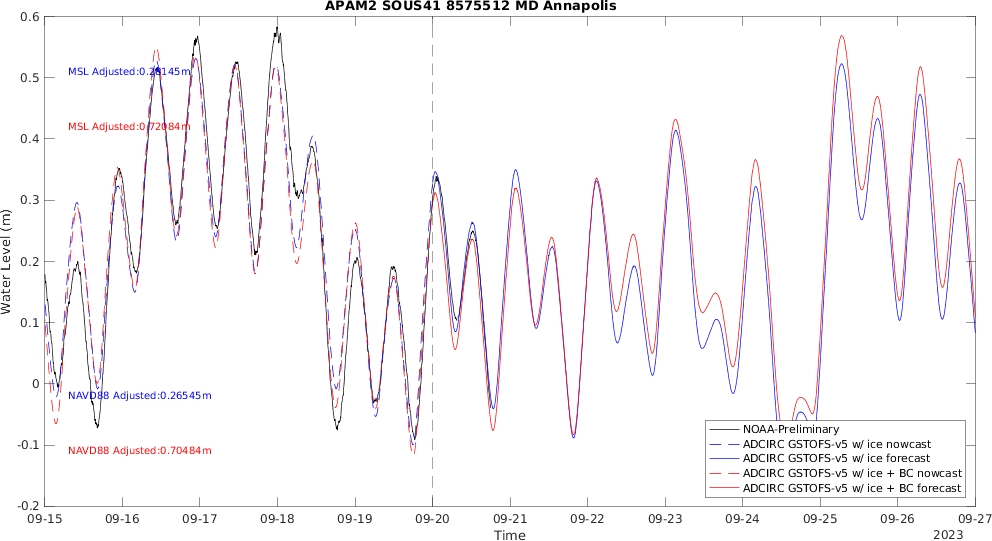 APAM2 SOUS41 8575512 MD Annapolis
Water Level (m)
0.6
0.5
0.4
0.3
0.2
0.1
0
-0.1
-0.2
MSL Adjusted:0.28145m
MSL Adjusted:0.72084m
NAVD88 Adjusted:0.26545m
NAVD88 Adjusted:0.70484m
NOAA-Preliminary
ADCIRC GSTOFS-v5 w/ ice nowcast
ADCIRC GSTOFS-v5 w/ ice forecast
ADCIRC GSTOFS-v5 w/ ice + BC nowcast
ADCIRC GSTOFS-v5 w/ ice + BC forecast
09-15 09-16 09-17 09-18 09-19 09-20 09-21 09-22 09-23 09-24 09-25 09-26 09-27
Time
2023